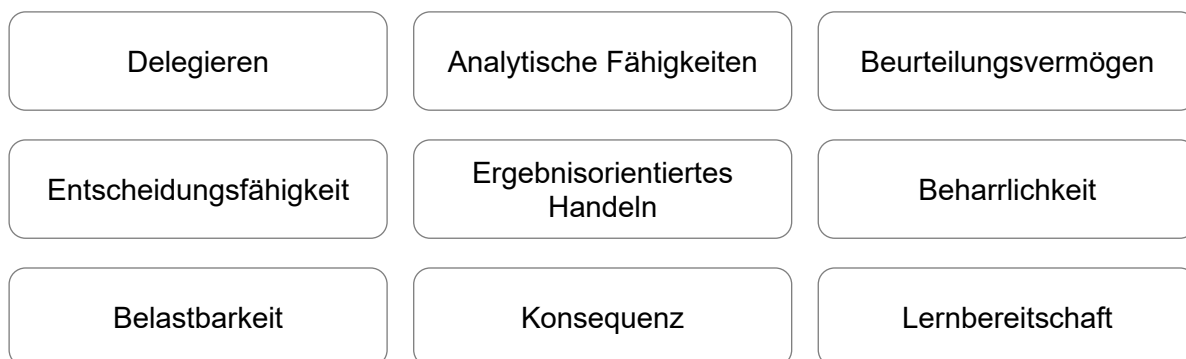 Delegieren
Analytische Fähigkeiten
Beurteilungsvermögen
Entscheidungsfähigkeit
Ergebnisorientiertes
Handeln
Beharrlichkeit
Belastbarkeit
Konsequenz
Lernbereitschaft